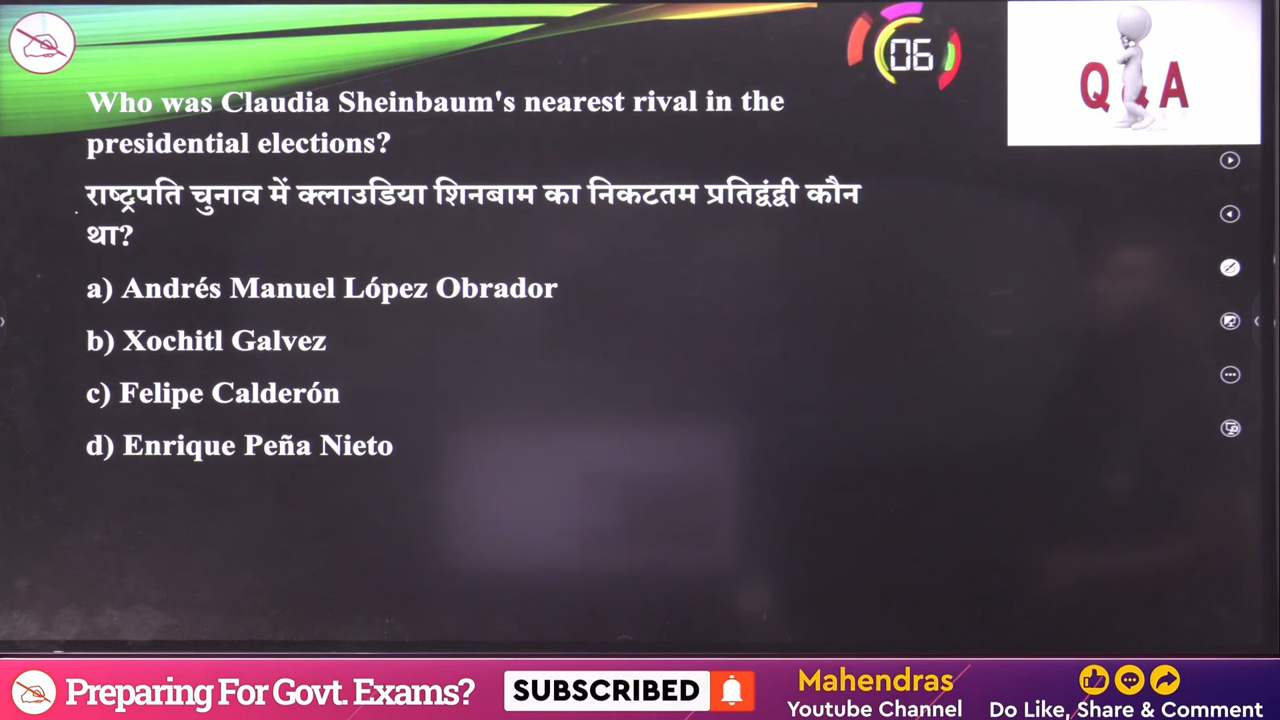 06
Q & A
Who was Claudia Sheinbaum's nearest rival in the
presidential elections?
राष्ट्रपति चुनाव में क्लाउडिया शिनबाम का निकटतम प्रतिद्वंद्वी कौन
था?
a) Andrés Manuel López Obrador
b) Xochitl Galvez
c) Felipe Calderón
d) Enrique Peña Nieto
Preparing For Govt. Exams?
SUBSCRIBED
Mahendras
Youtube Channel
Do Like, Share & Comment